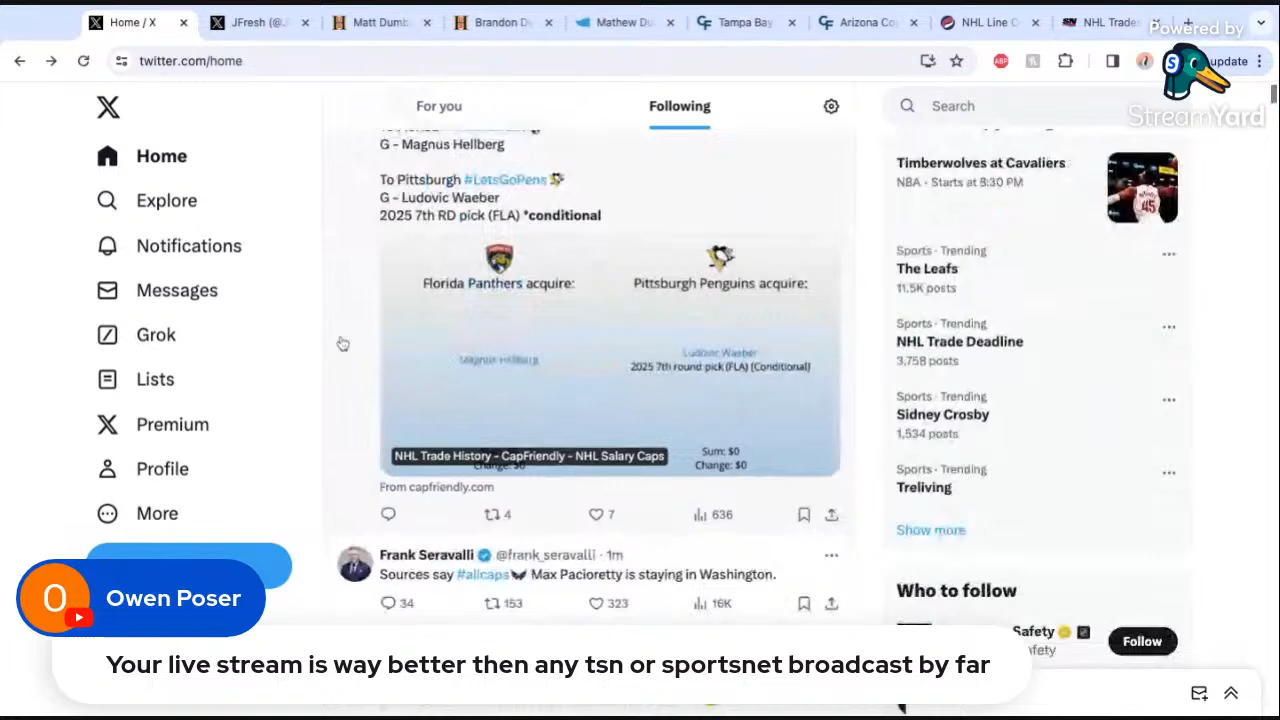 Home / X
JFresh (@J
Matt Dumb
Brandon D
Mathew Du
Tampa Bay
Arizona Co
NHL Line C
NHL Trades
Powered by
twitter.com/home
ABP
update
StreamYard
For you
Following
Search
Home
Explore
Notifications
Messages
Grok
Lists
Premium
Profile
More
G - Magnus Hellberg
To Pittsburgh #LetsGoPens
G - Ludovic Waeber
2025 7th RD pick (FLA) *conditional
Florida Panthers acquire:
Pittsburgh Penguins acquire:
Magnus Hellberg
Ludovic Waeber
2025 7th round pick (FLA) (Conditional)
Sum: $0
Change: $0
Change: $0
NHL Trade History - CapFriendly - NHL Salary Caps
From capfriendly.com
4
7
636
Frank Seravalli @frank_seravalli · 1m
Sources say #allcaps Max Pacioretty is staying in Washington.
34
153
323
16K
Timberwolves at Cavaliers
NBA · Starts at 8:30 PM
Sports · Trending
The Leafs
11.5K posts
Sports · Trending
NHL Trade Deadline
3,758 posts
Sports · Trending
Sidney Crosby
1,534 posts
Sports · Trending
Treliving
Show more
Who to follow
Safety
Follow
O
Owen Poser
Your live stream is way better then any tsn or sportsnet broadcast by far